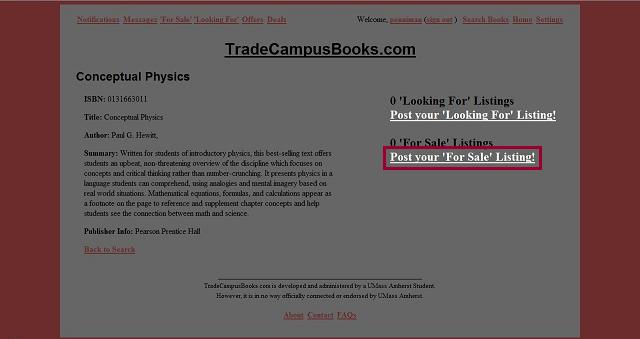 Notifications Messages 'For Sale' 'Looking For' Offers Deals
Welcome, penniman (sign out ) Search Books Home Settings
TradeCampusBooks.com
Conceptual Physics
ISBN: 0131663011
Title: Conceptual Physics
Author: Paul G. Hewitt,
Summary: Written for students of introductory physics, this best-selling text offers
students an upbeat, non-threatening overview of the discipline which focuses on
concepts and critical thinking rather than number-crunching. It presents physics in a
language students can comprehend, using analogies and mental imagery based on
real world situations. Mathematical equations, formulas, and calculations appear as
a footnote on the page to reference and supplement chapter concepts and help
students see the connection between math and science.
Publisher Info: Pearson Prentice Hall
Back to Search
0 'Looking For' Listings
Post your 'Looking For' Listing!
0 'For Sale' Listings
Post your 'For Sale' Listing!
TradeCampusBooks.com is developed and administered by a UMass Amherst Student.
However, it is in no way officially connected or endorsed by UMass Amherst.
About Contact FAQs